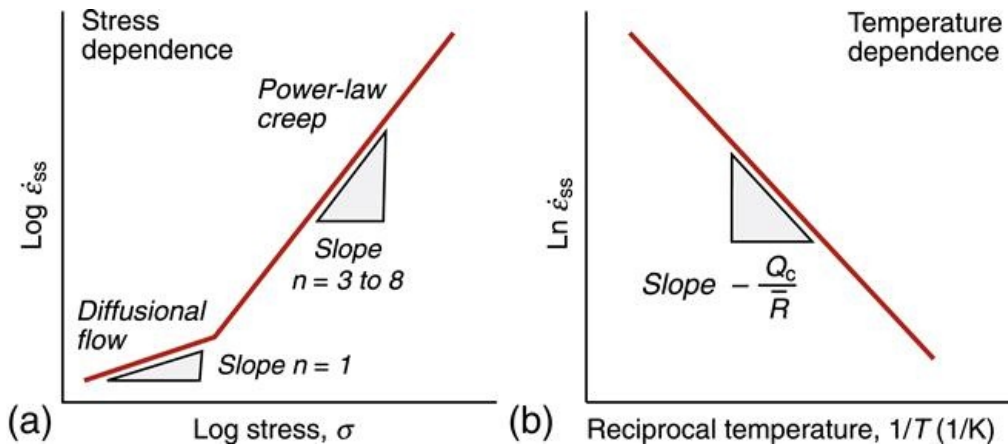 Stress
dependence
Power-law
creep
Log ε̇ss
Slope
n = 3 to 8
Diffusional
flow
Slope n = 1
(a)
Log stress, σ
Temperature
dependence
Ln ε̇ss
Slope − Qc
R̄
(b)
Reciprocal temperature, 1/T (1/K)